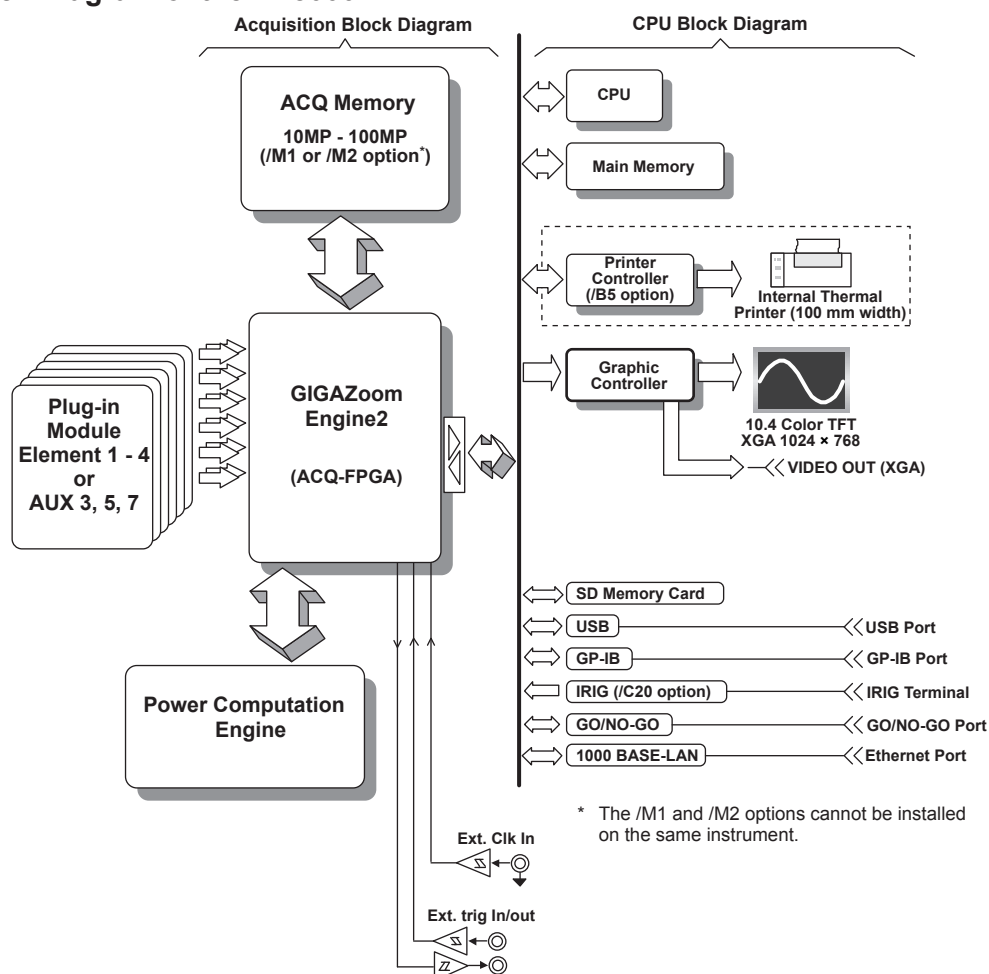 Acquisition Block Diagram
CPU Block Diagram
ACQ Memory
10MP - 100MP
(/M1 or /M2 option*)
CPU
Main Memory
Printer
Controller
(/B5 option)
Internal Thermal
Printer (100 mm width)
Plug-in
Module
Element 1 - 4
or
AUX 3, 5, 7
GIGAZoom
Engine2
(ACQ-FPGA)
Graphic
Controller
10.4 Color TFT
XGA 1024 × 768
VIDEO OUT (XGA)
Power Computation
Engine
SD Memory Card
USB
USB Port
GP-IB
GP-IB Port
IRIG (/C20 option)
IRIG Terminal
GO/NO-GO
GO/NO-GO Port
1000 BASE-LAN
Ethernet Port
* The /M1 and /M2 options cannot be installed
on the same instrument.
Ext. Clk In
Ext. trig In/out